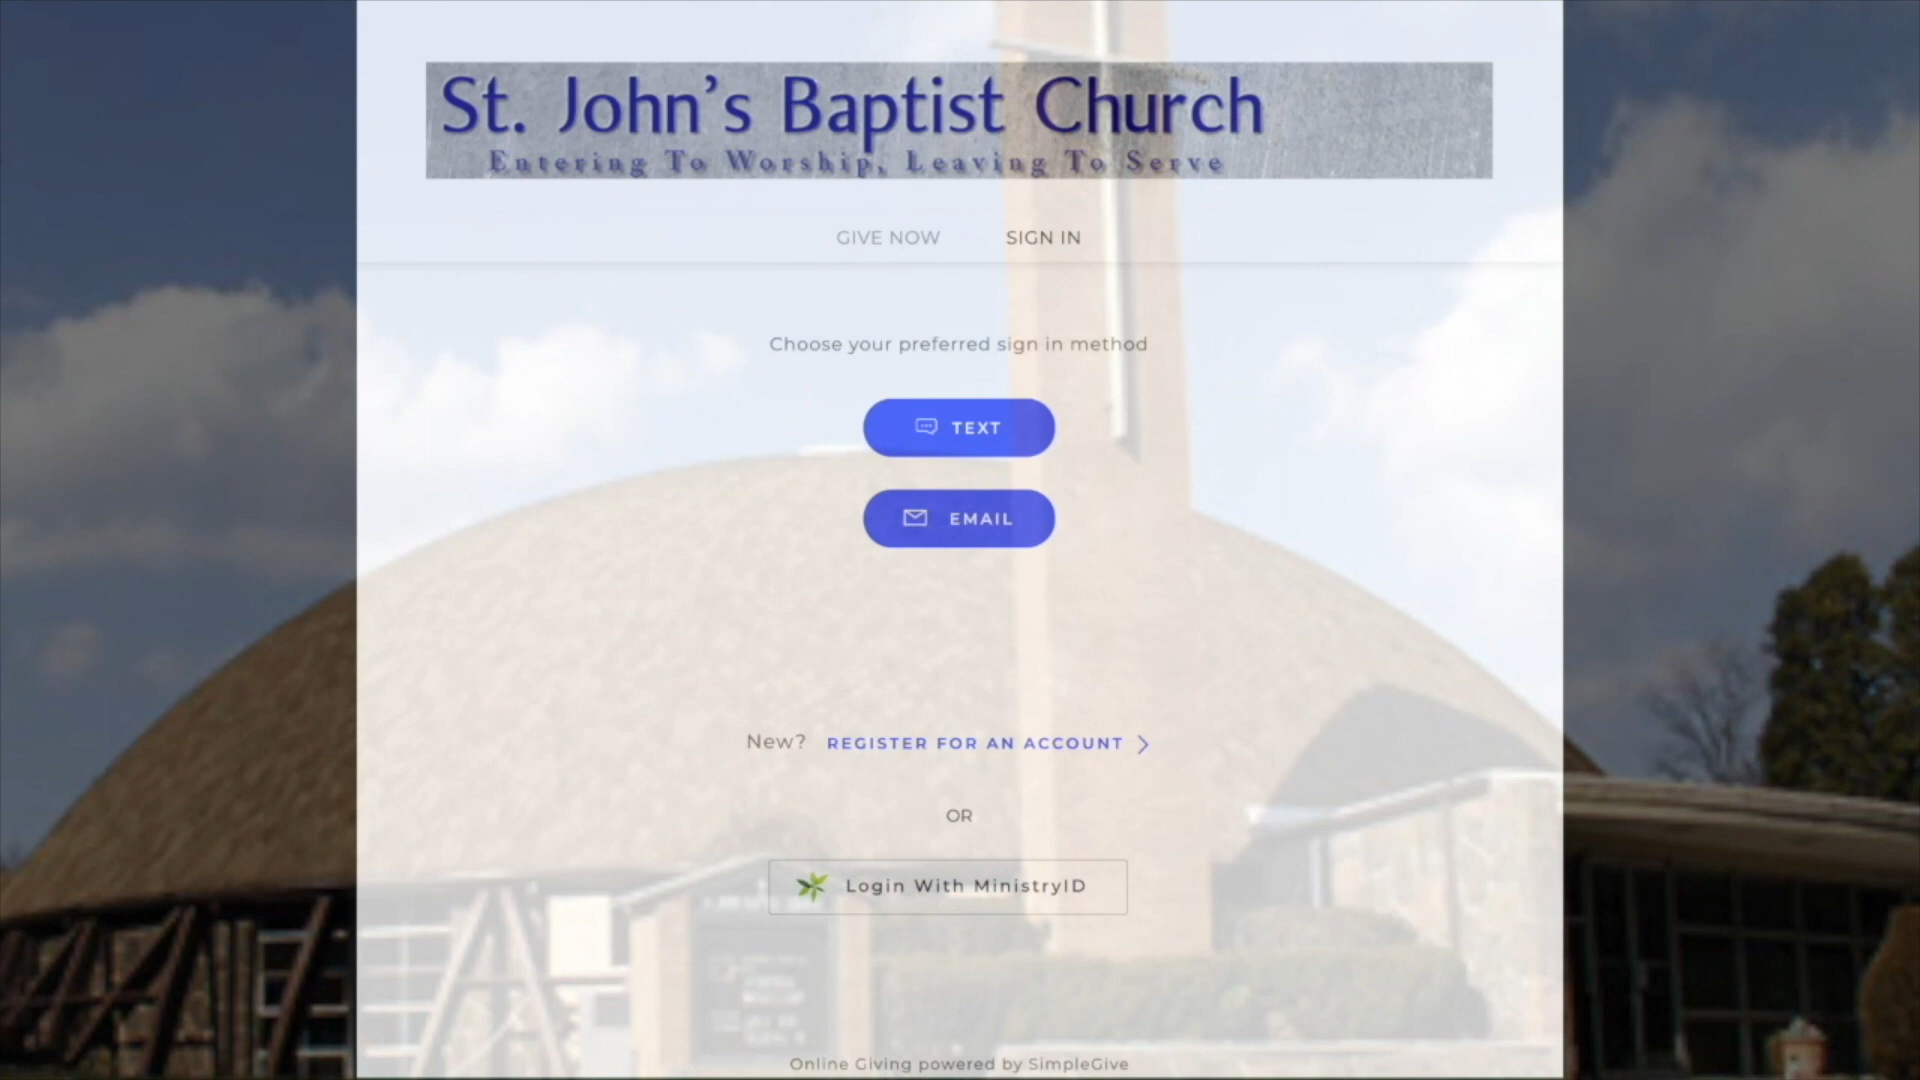 St. John's Baptist Church
Entering To Worship, Leaving To Serve
GIVE NOW SIGN IN
Choose your preferred sign in method
TEXT
EMAIL
New? REGISTER FOR AN ACCOUNT
OR
Login With MinistryID
Online Giving powered by SimpleGive